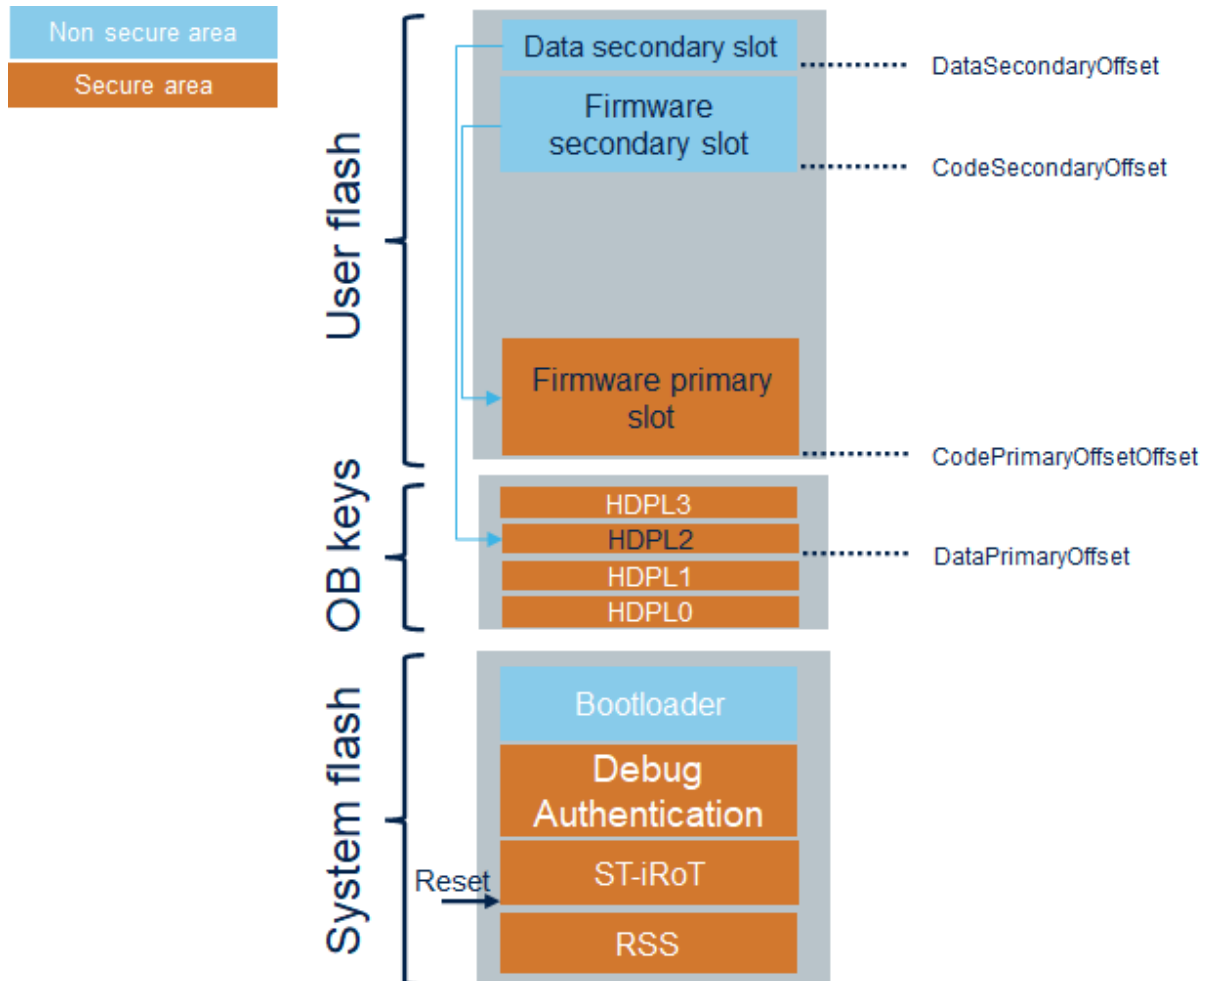 Non secure area
Secure area
User flash
Data secondary slot
DataSecondaryOffset
Firmware
secondary slot
CodeSecondaryOffset
Firmware primary
slot
CodePrimaryOffsetOffset
OB keys
HDPL3
HDPL2
DataPrimaryOffset
HDPL1
HDPL0
System flash
Bootloader
Debug
Authentication
Reset
ST-iRoT
RSS